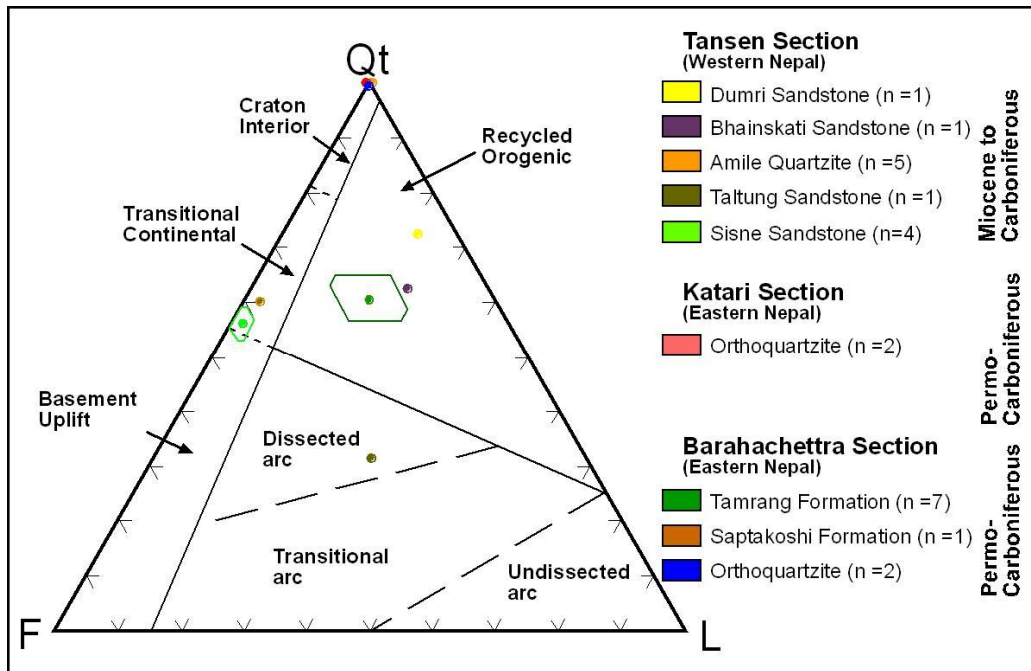 Qt
Craton
Interior
Recycled
Orogenic
Transitional
Continental
Basement
Uplift
Dissected
arc
Transitional
arc
Undissected
arc
F
L
Tansen Section
(Western Nepal)
Dumri Sandstone (n =1)
Bhainskati Sandstone (n =1)
Amile Quartzite (n =5)
Taltung Sandstone (n =1)
Sisne Sandstone (n=4)
Miocene to
Carboniferous
Katari Section
(Eastern Nepal)
Orthoquartzite (n =2)
Permo-
Carboniferous
Barahachettra Section
(Eastern Nepal)
Tamrang Formation (n =7)
Saptakoshi Formation (n =1)
Orthoquartzite (n =2)
Permo-
Carboniferous